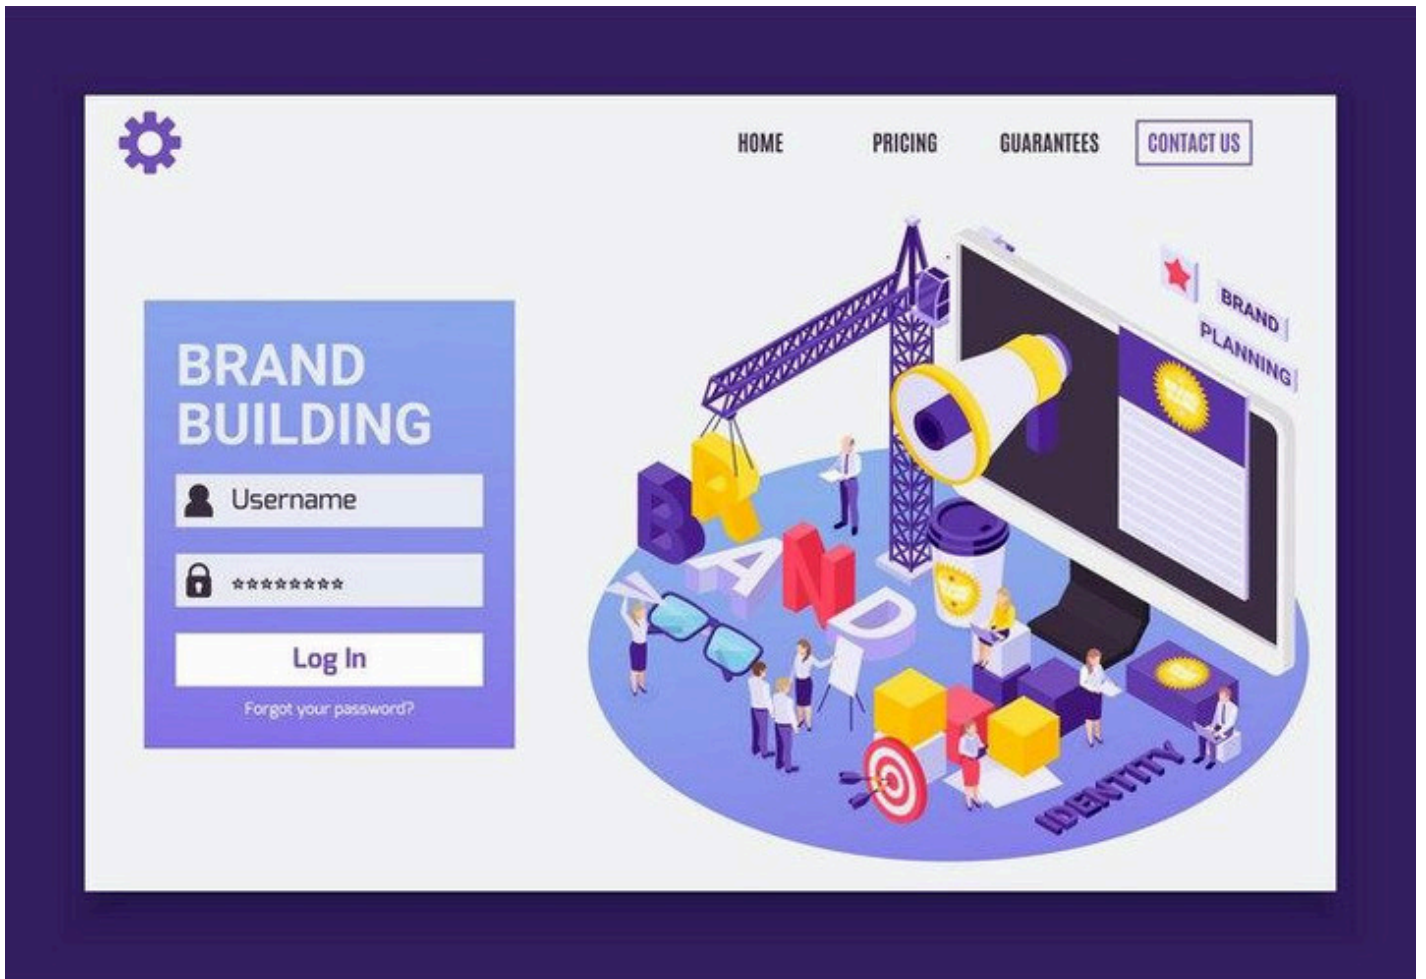 HOME
PRICING
GUARANTEES
CONTACT US
BRAND
PLANNING
BRAND
BUILDING
Username
********
Log In
Forgot your password?
BRAND
IDENTITY